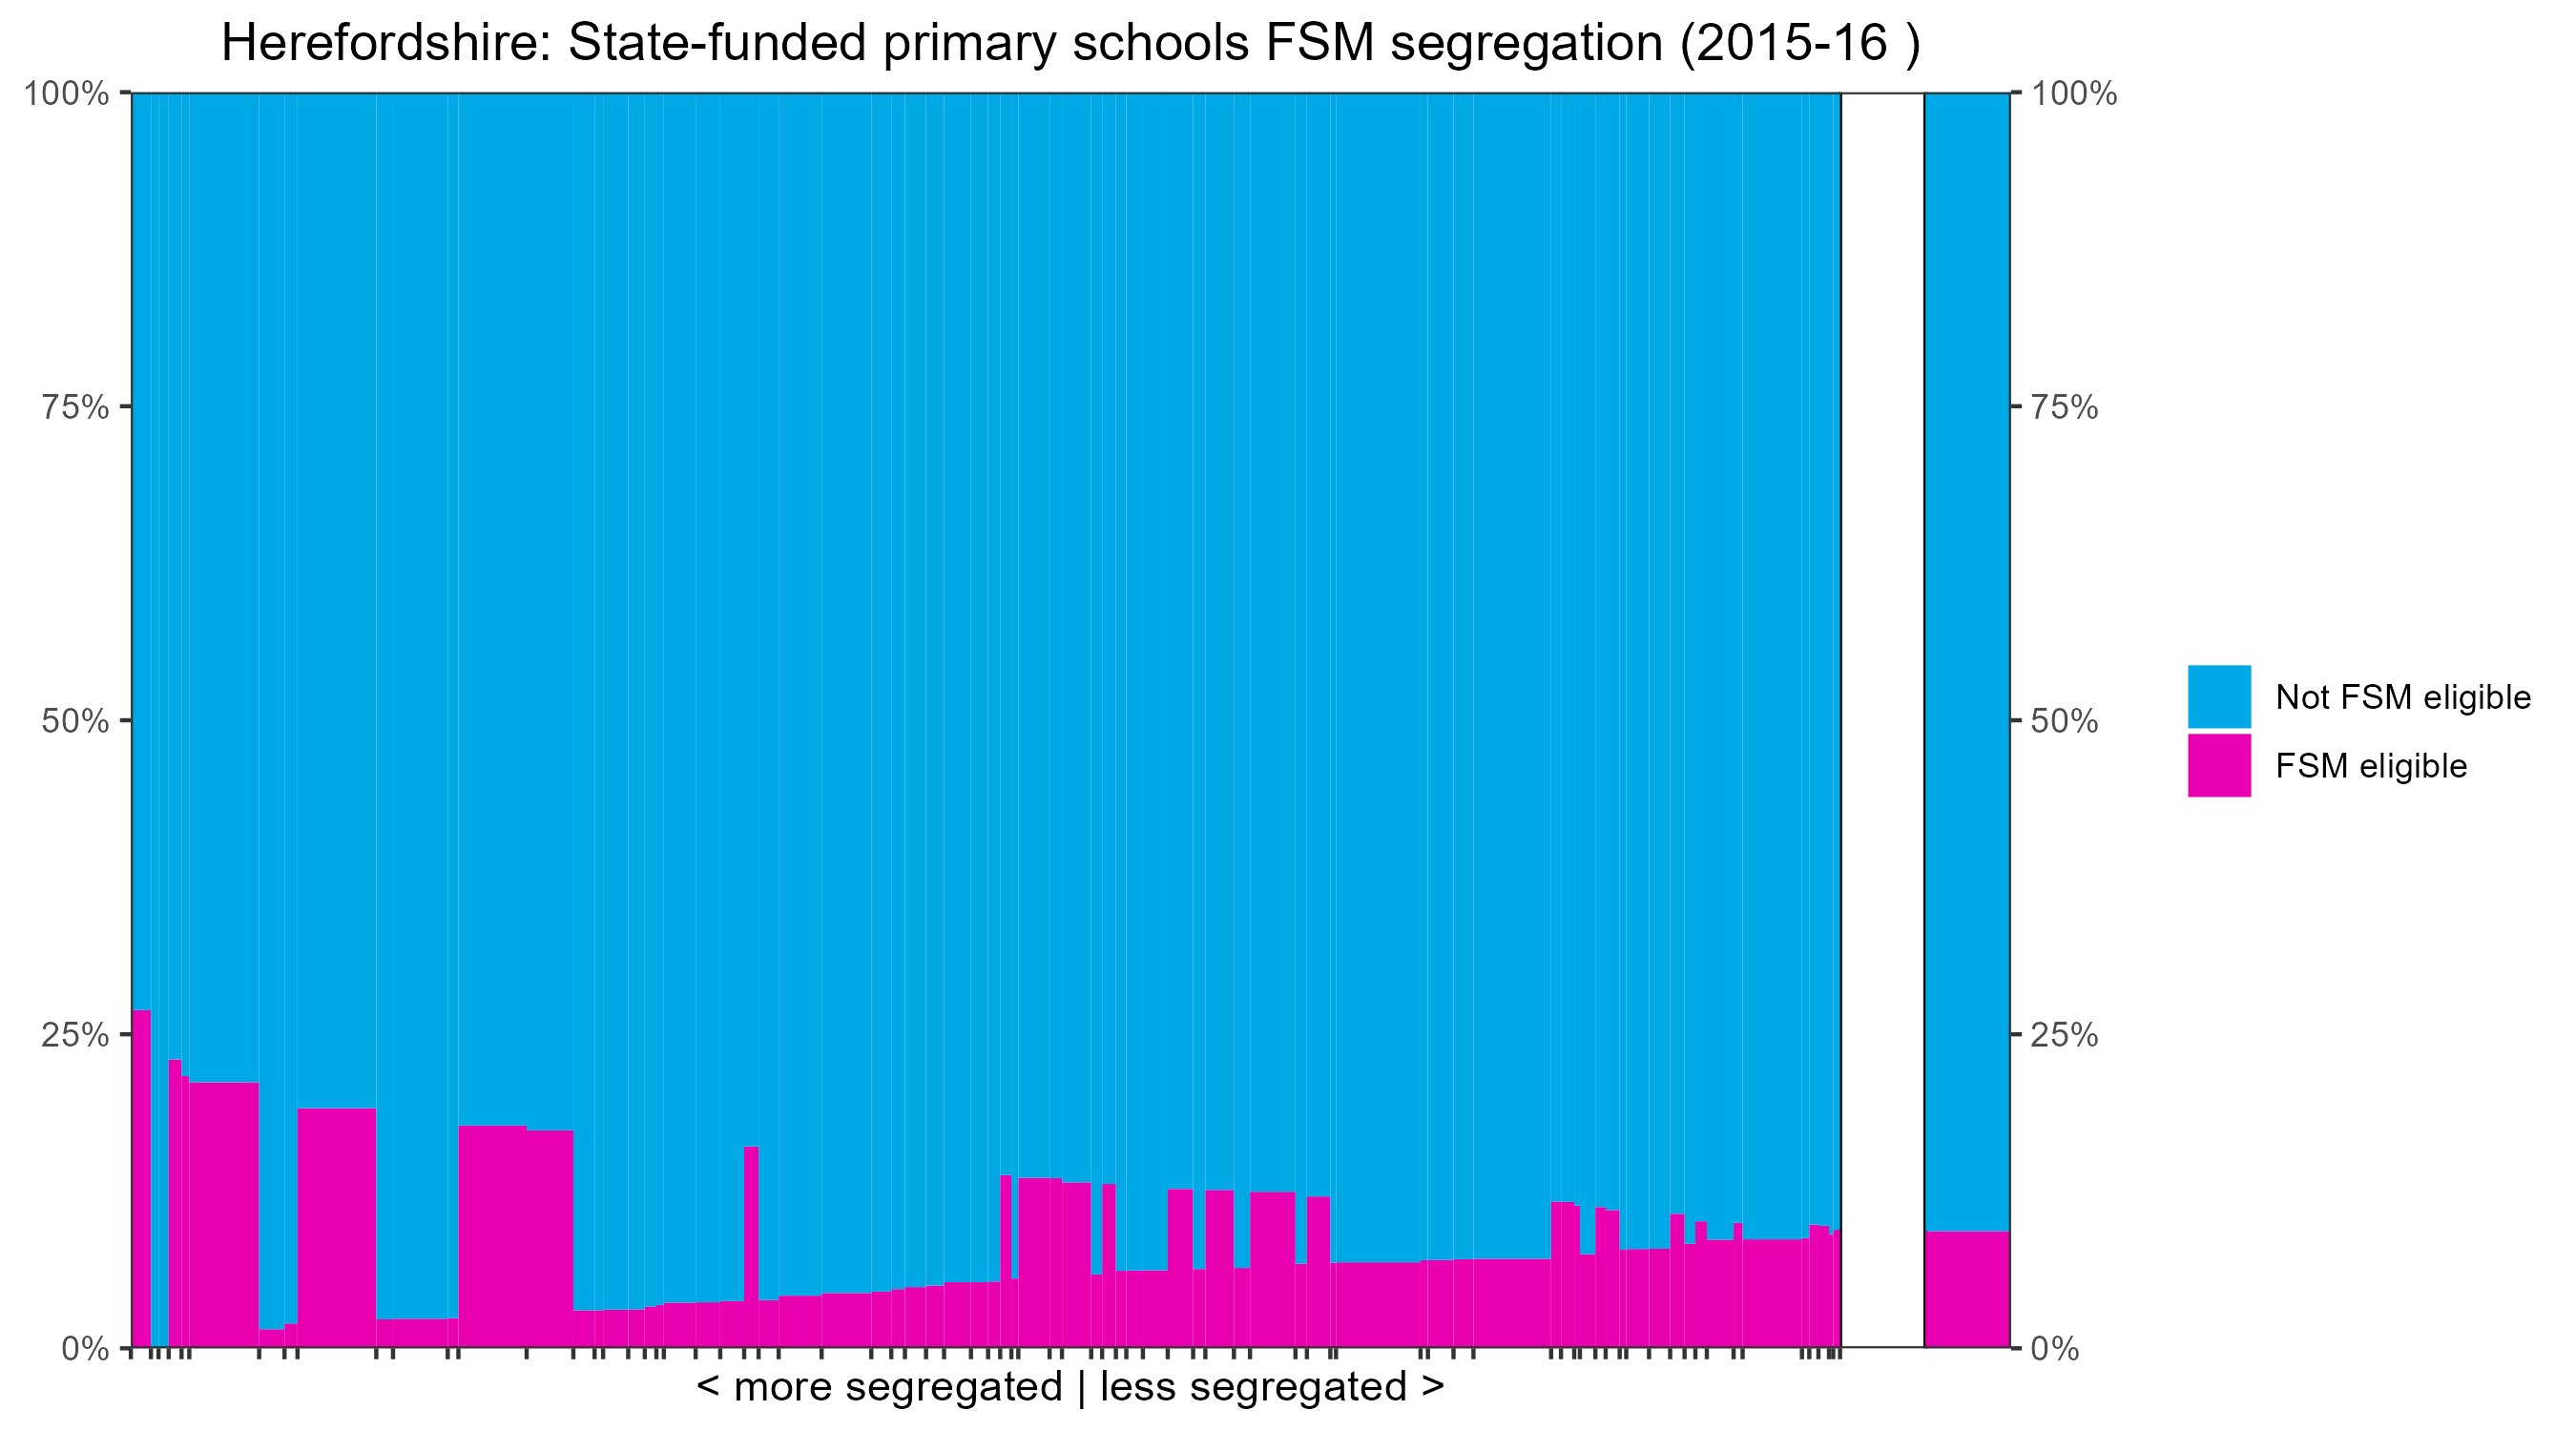 Herefordshire: State-funded primary schools FSM segregation (2015-16 )
100%
75%
50%
25%
0%
100%
75%
50%
25%
0%
Not FSM eligible
FSM eligible
< more segregated | less segregated >